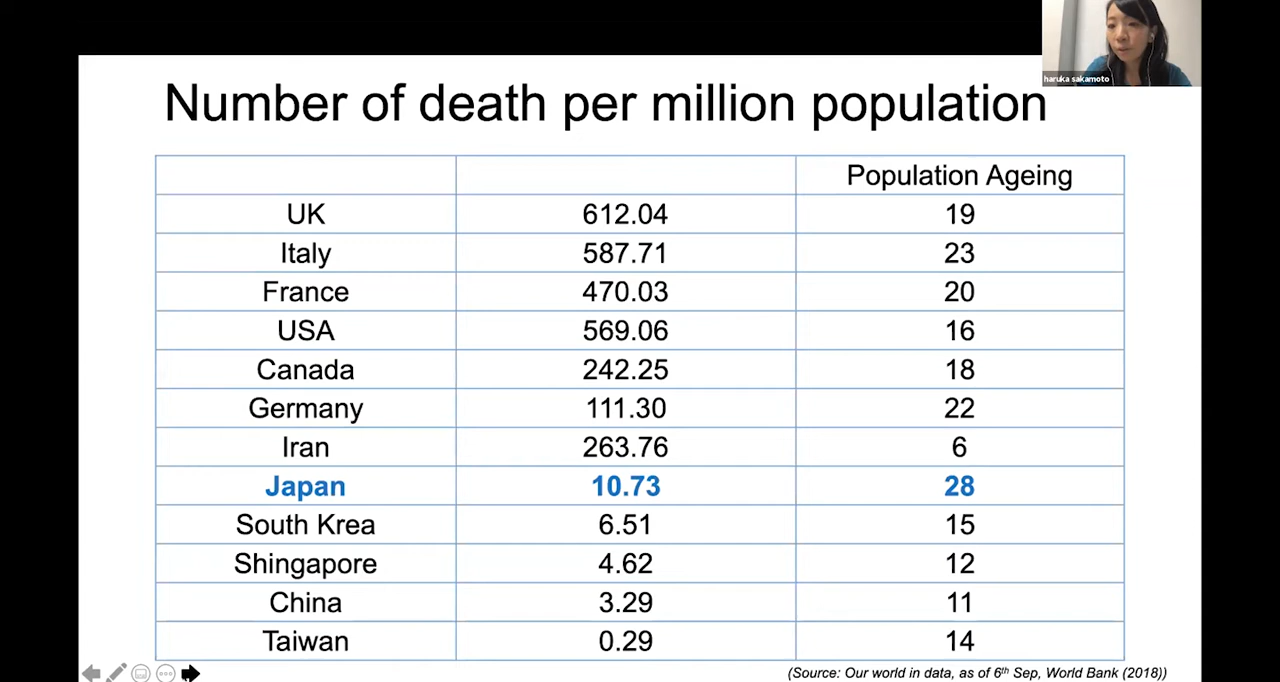 haruka sakamoto
Number of death per million population
Population Ageing
UK 612.04 19
Italy 587.71 23
France 470.03 20
USA 569.06 16
Canada 242.25 18
Germany 111.30 22
Iran 263.76 6
Japan 10.73 28
South Krea 6.51 15
Shingapore 4.62 12
China 3.29 11
Taiwan 0.29 14
(Source: Our world in data, as of 6th Sep, World Bank (2018))